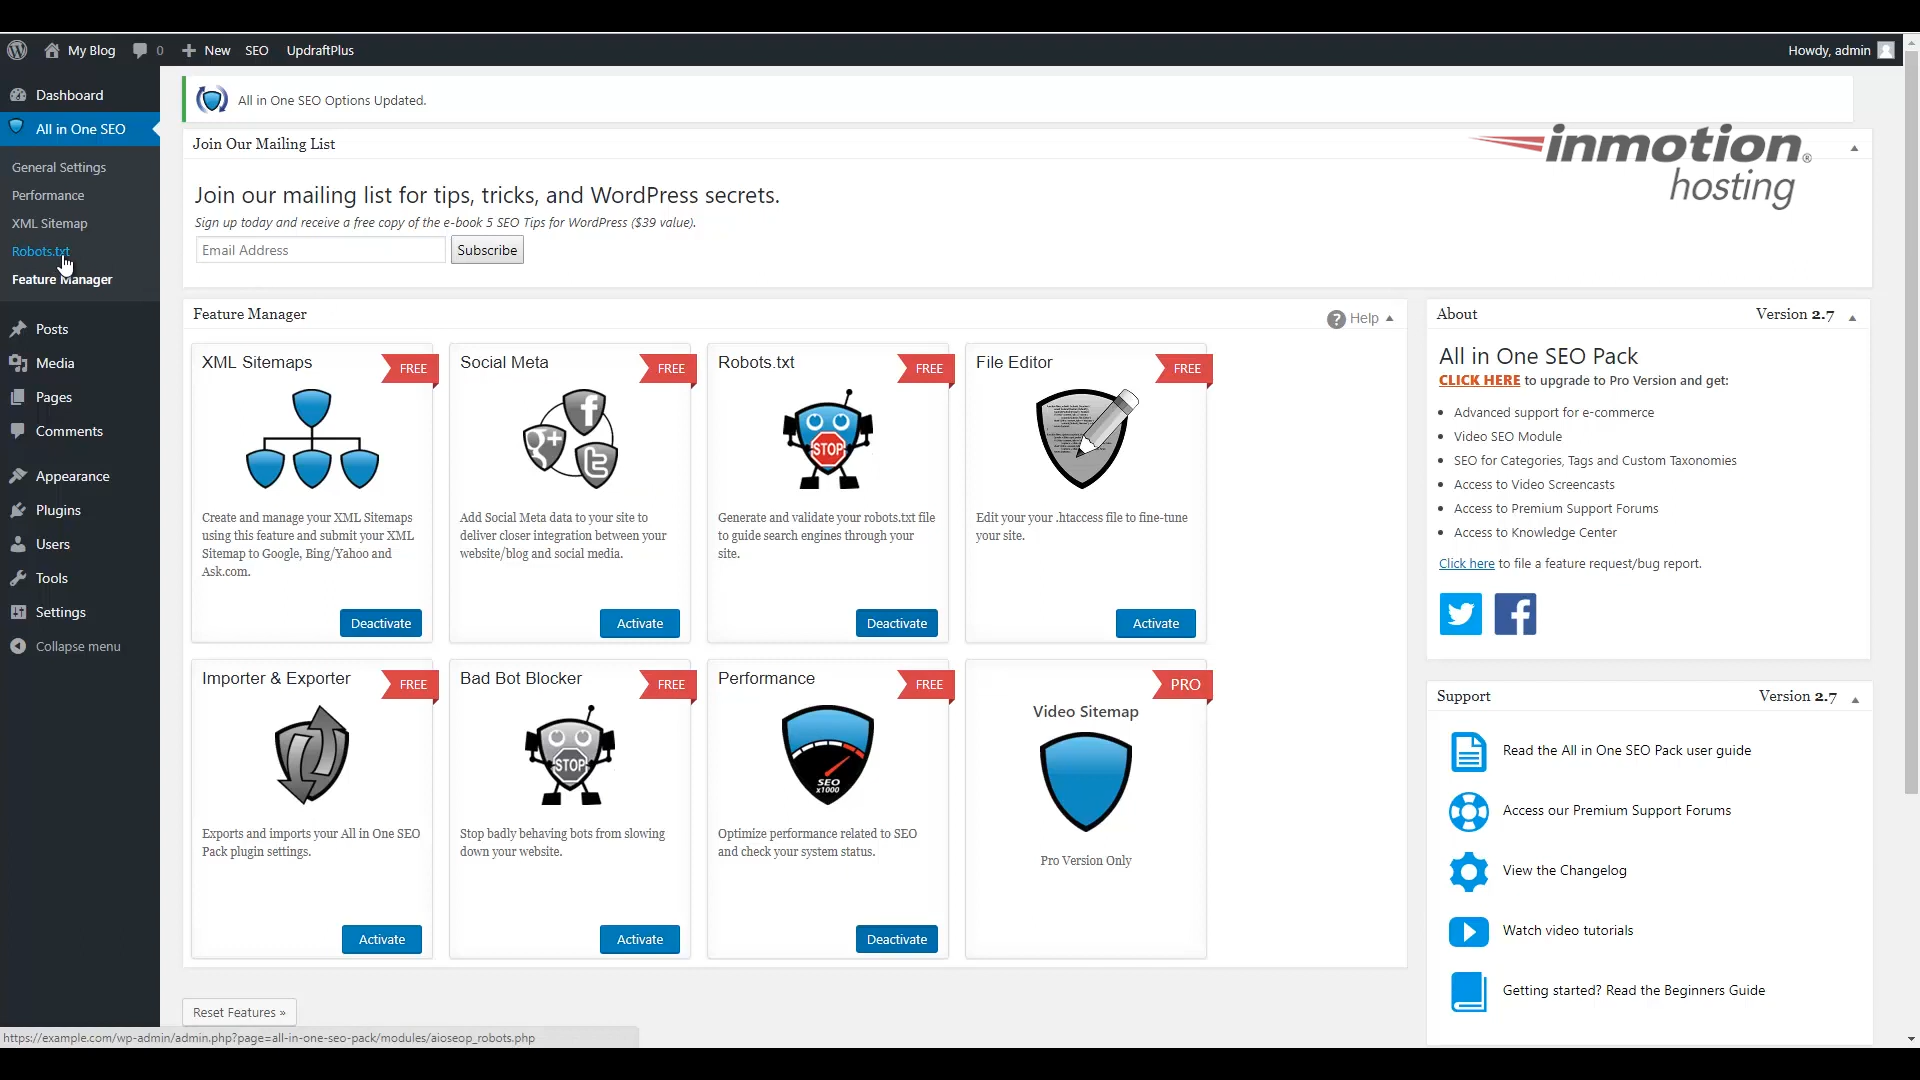 My Blog 0 New SEO UpdraftPlus Howdy, admin
Dashboard
All in One SEO
General Settings
Performance
XML Sitemap
Robots.txt
Feature Manager
Posts
Media
Pages
Comments
Appearance
Plugins
Users
Tools
Settings
Collapse menu
All in One SEO Options Updated.
Join Our Mailing List
inmotion®
hosting
Join our mailing list for tips, tricks, and WordPress secrets.
Sign up today and receive a free copy of the e-book 5 SEO Tips for WordPress ($39 value).
Email Address Subscribe
Feature Manager ? Help
XML Sitemaps FREE
Create and manage your XML Sitemaps
using this feature and submit your XML
Sitemap to Google, Bing/Yahoo and
Ask.com.
Deactivate
Social Meta FREE
f
g+
t
Add Social Meta data to your site to
deliver closer integration between your
website/blog and social media.
Activate
Robots.txt FREE
STOP
Generate and validate your robots.txt file
to guide search engines through your
site.
Deactivate
File Editor FREE
Edit your your .htaccess file to fine-tune
your site.
Activate
Importer & Exporter FREE
Exports and imports your All in One SEO
Pack plugin settings.
Activate
Bad Bot Blocker FREE
STOP
Stop badly behaving bots from slowing
down your website.
Activate
Performance FREE
SEO
x1000
Optimize performance related to SEO
and check your system status.
Deactivate
PRO
Video Sitemap
Pro Version Only
Reset Features »
About Version 2.7
All in One SEO Pack
CLICK HERE to upgrade to Pro Version and get:
Advanced support for e-commerce
Video SEO Module
SEO for Categories, Tags and Custom Taxonomies
Access to Video Screencasts
Access to Premium Support Forums
Access to Knowledge Center
Click here to file a feature request/bug report.
f
Support Version 2.7
Read the All in One SEO Pack user guide
Access our Premium Support Forums
View the Changelog
Watch video tutorials
Getting started? Read the Beginners Guide
https://example.com/wp-admin/admin.php?page=all-in-one-seo-pack/modules/aioseop_robots.php